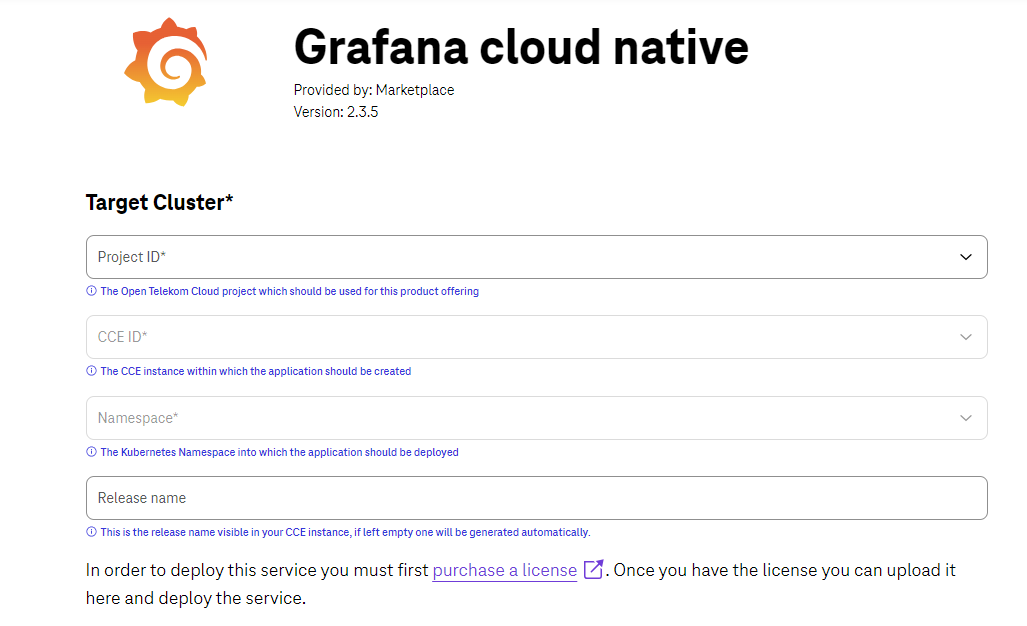 Grafana cloud native
Provided by: Marketplace
Version: 2.3.5
Target Cluster*
Project ID*
The Open Telekom Cloud project which should be used for this product offering
CCE ID*
The CCE instance within which the application should be created
Namespace*
The Kubernetes Namespace into which the application should be deployed
Release name
This is the release name visible in your CCE instance, if left empty one will be generated automatically.
In order to deploy this service you must first purchase a license. Once you have the license you can upload it
here and deploy the service.